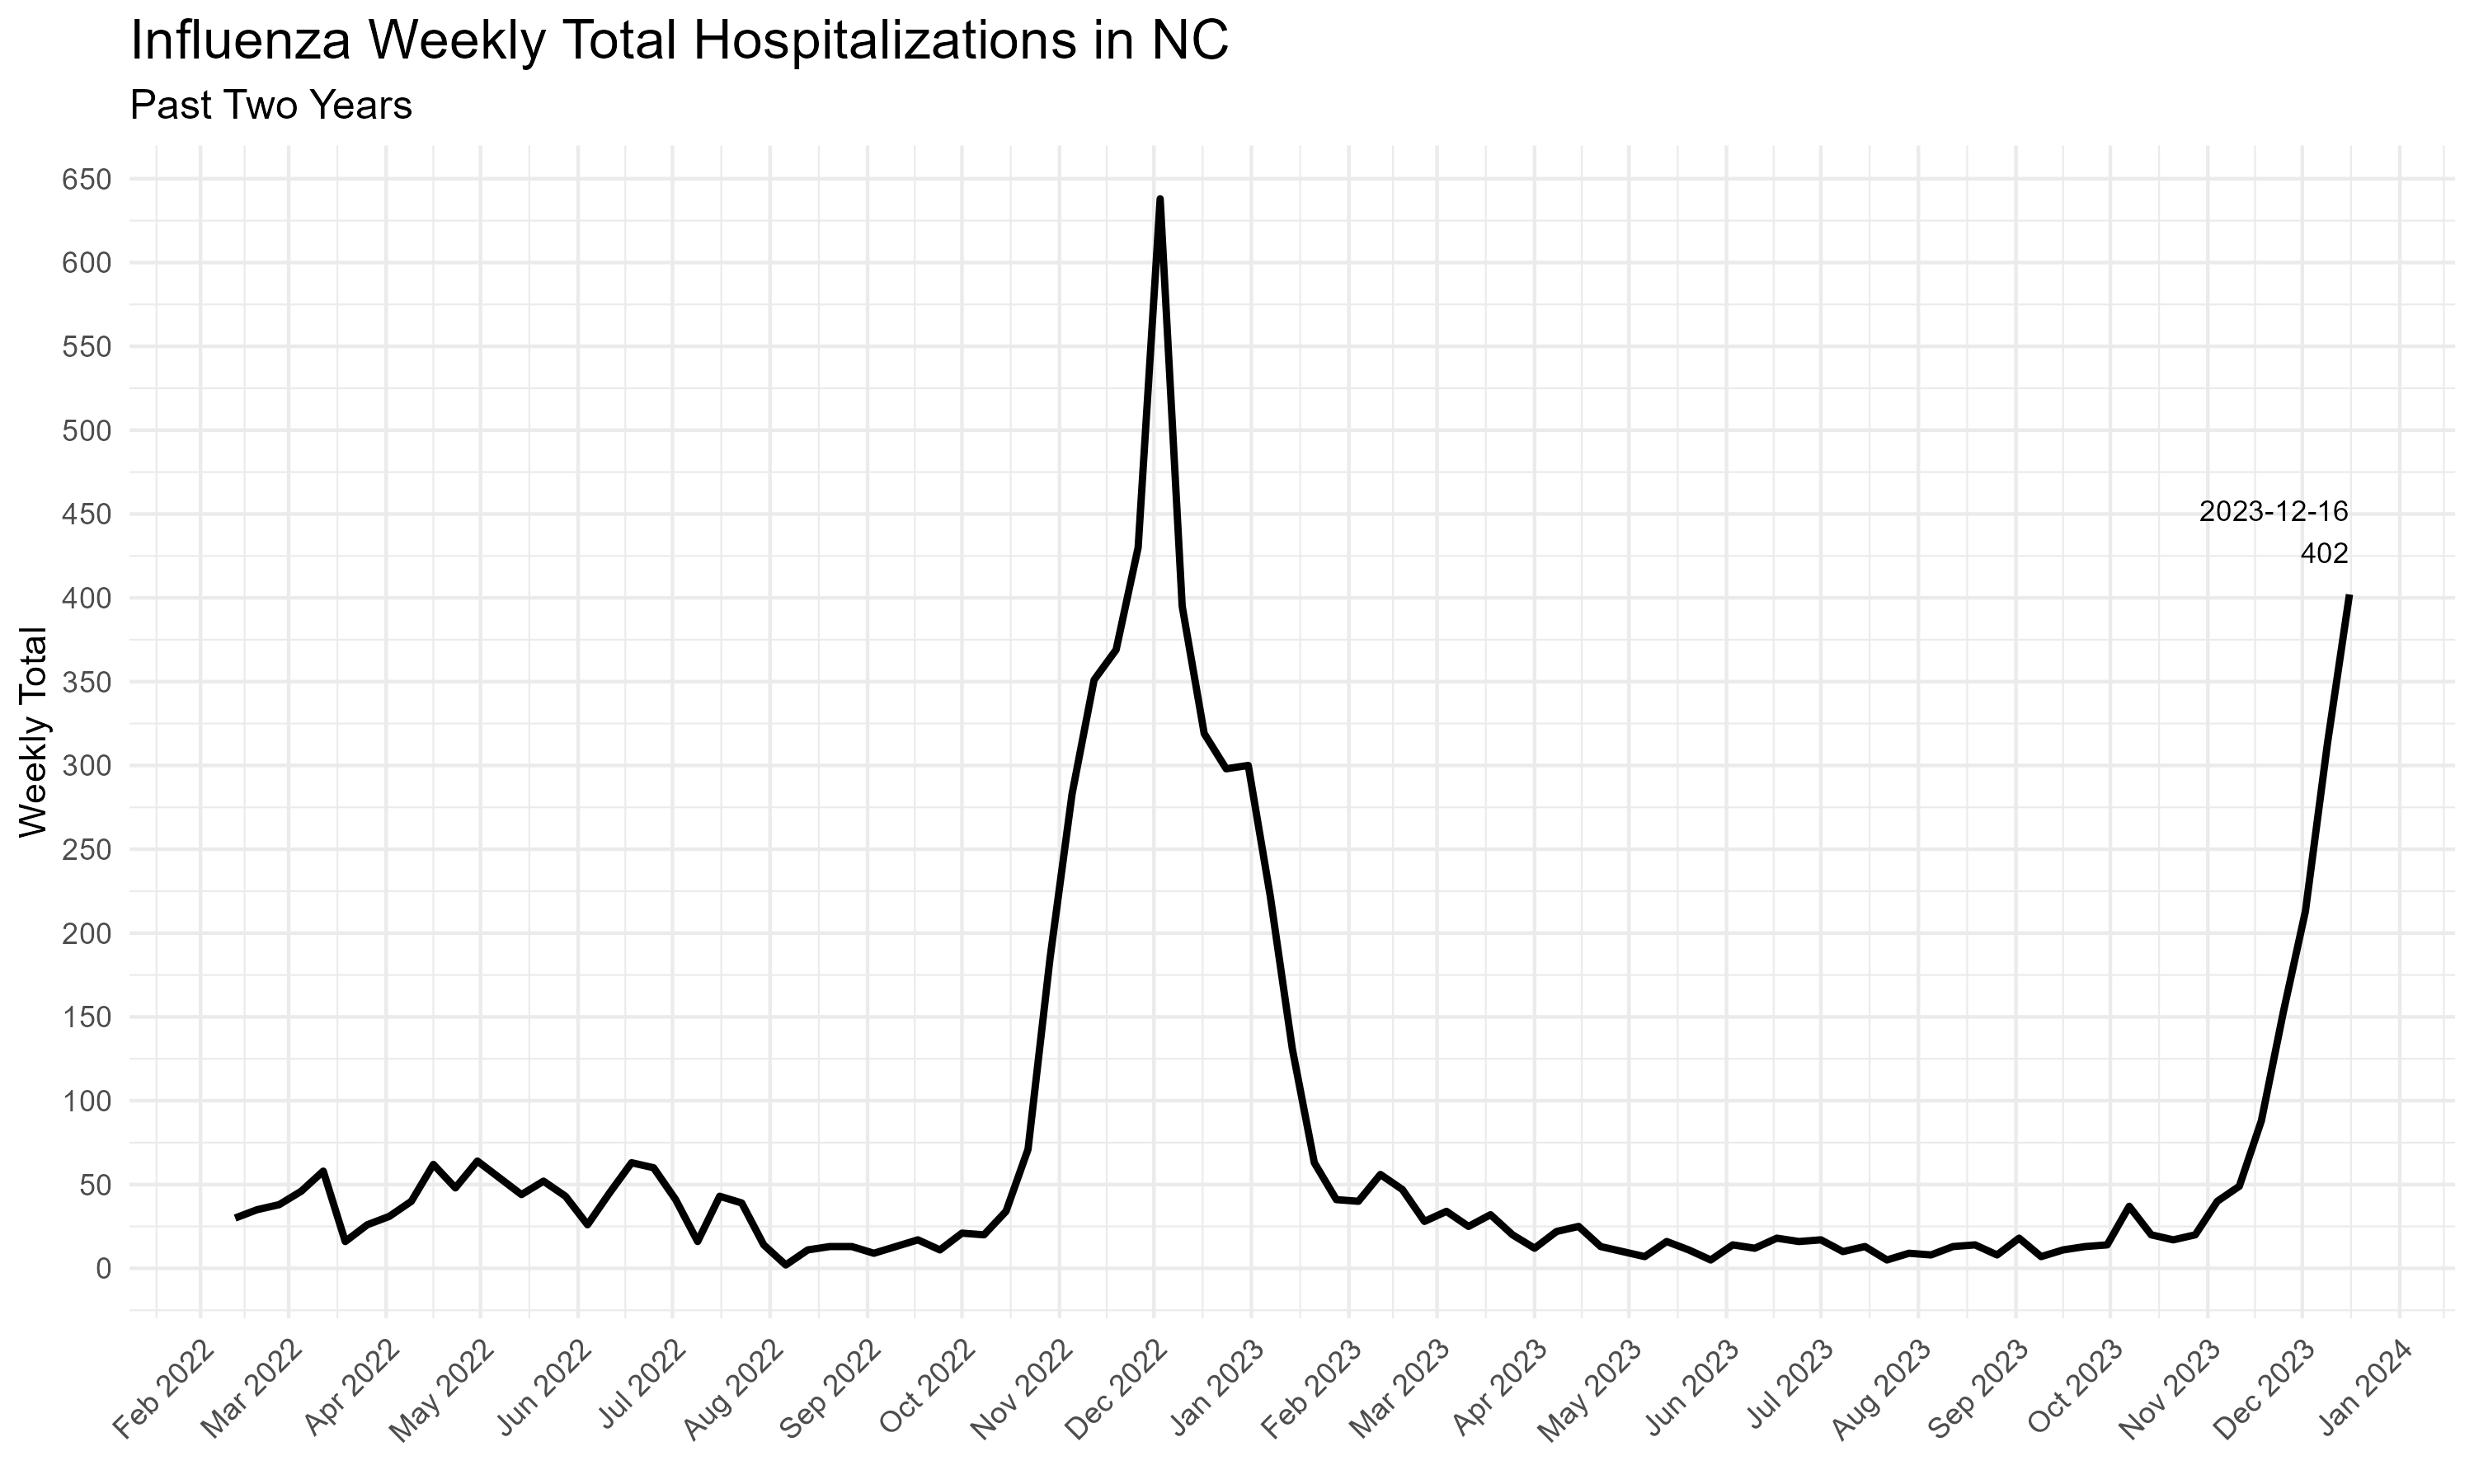 Influenza Weekly Total Hospitalizations in NC
Past Two Years
650
600
550
500
450
400
350
300
250
200
150
100
50
0
Weekly Total
2023-12-16
402
Feb 2022
Mar 2022
Apr 2022
May 2022
Jun 2022
Jul 2022
Aug 2022
Sep 2022
Oct 2022
Nov 2022
Dec 2022
Jan 2023
Feb 2023
Mar 2023
Apr 2023
May 2023
Jun 2023
Jul 2023
Aug 2023
Sep 2023
Oct 2023
Nov 2023
Dec 2023
Jan 2024